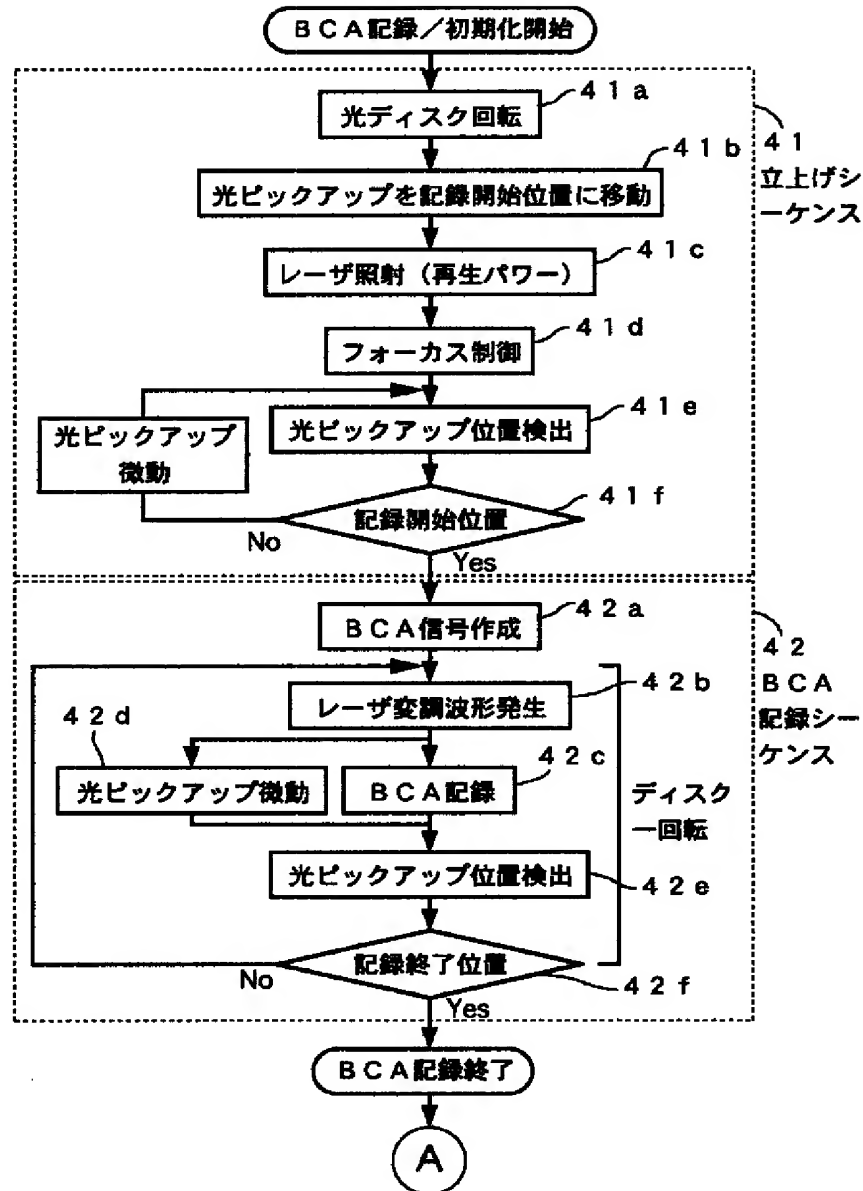 BCA記録／初期化開始
41a
光ディスク回転
41b
光ピックアップを記録開始位置に移動
41
立上げシ
ーケンス
41c
レーザ照射（再生パワー）
41d
フォーカス制御
41e
光ピックアップ位置検出
光ピックアップ
微動
41f
記録開始位置
No
Yes
42a
BCA信号作成
42
BCA
記録シー
ケンス
42b
レーザ変調波形発生
42d
光ピックアップ微動
42c
BCA記録
ディスク
一回転
光ピックアップ位置検出
42e
記録終了位置
No
42f
Yes
BCA記録終了
A